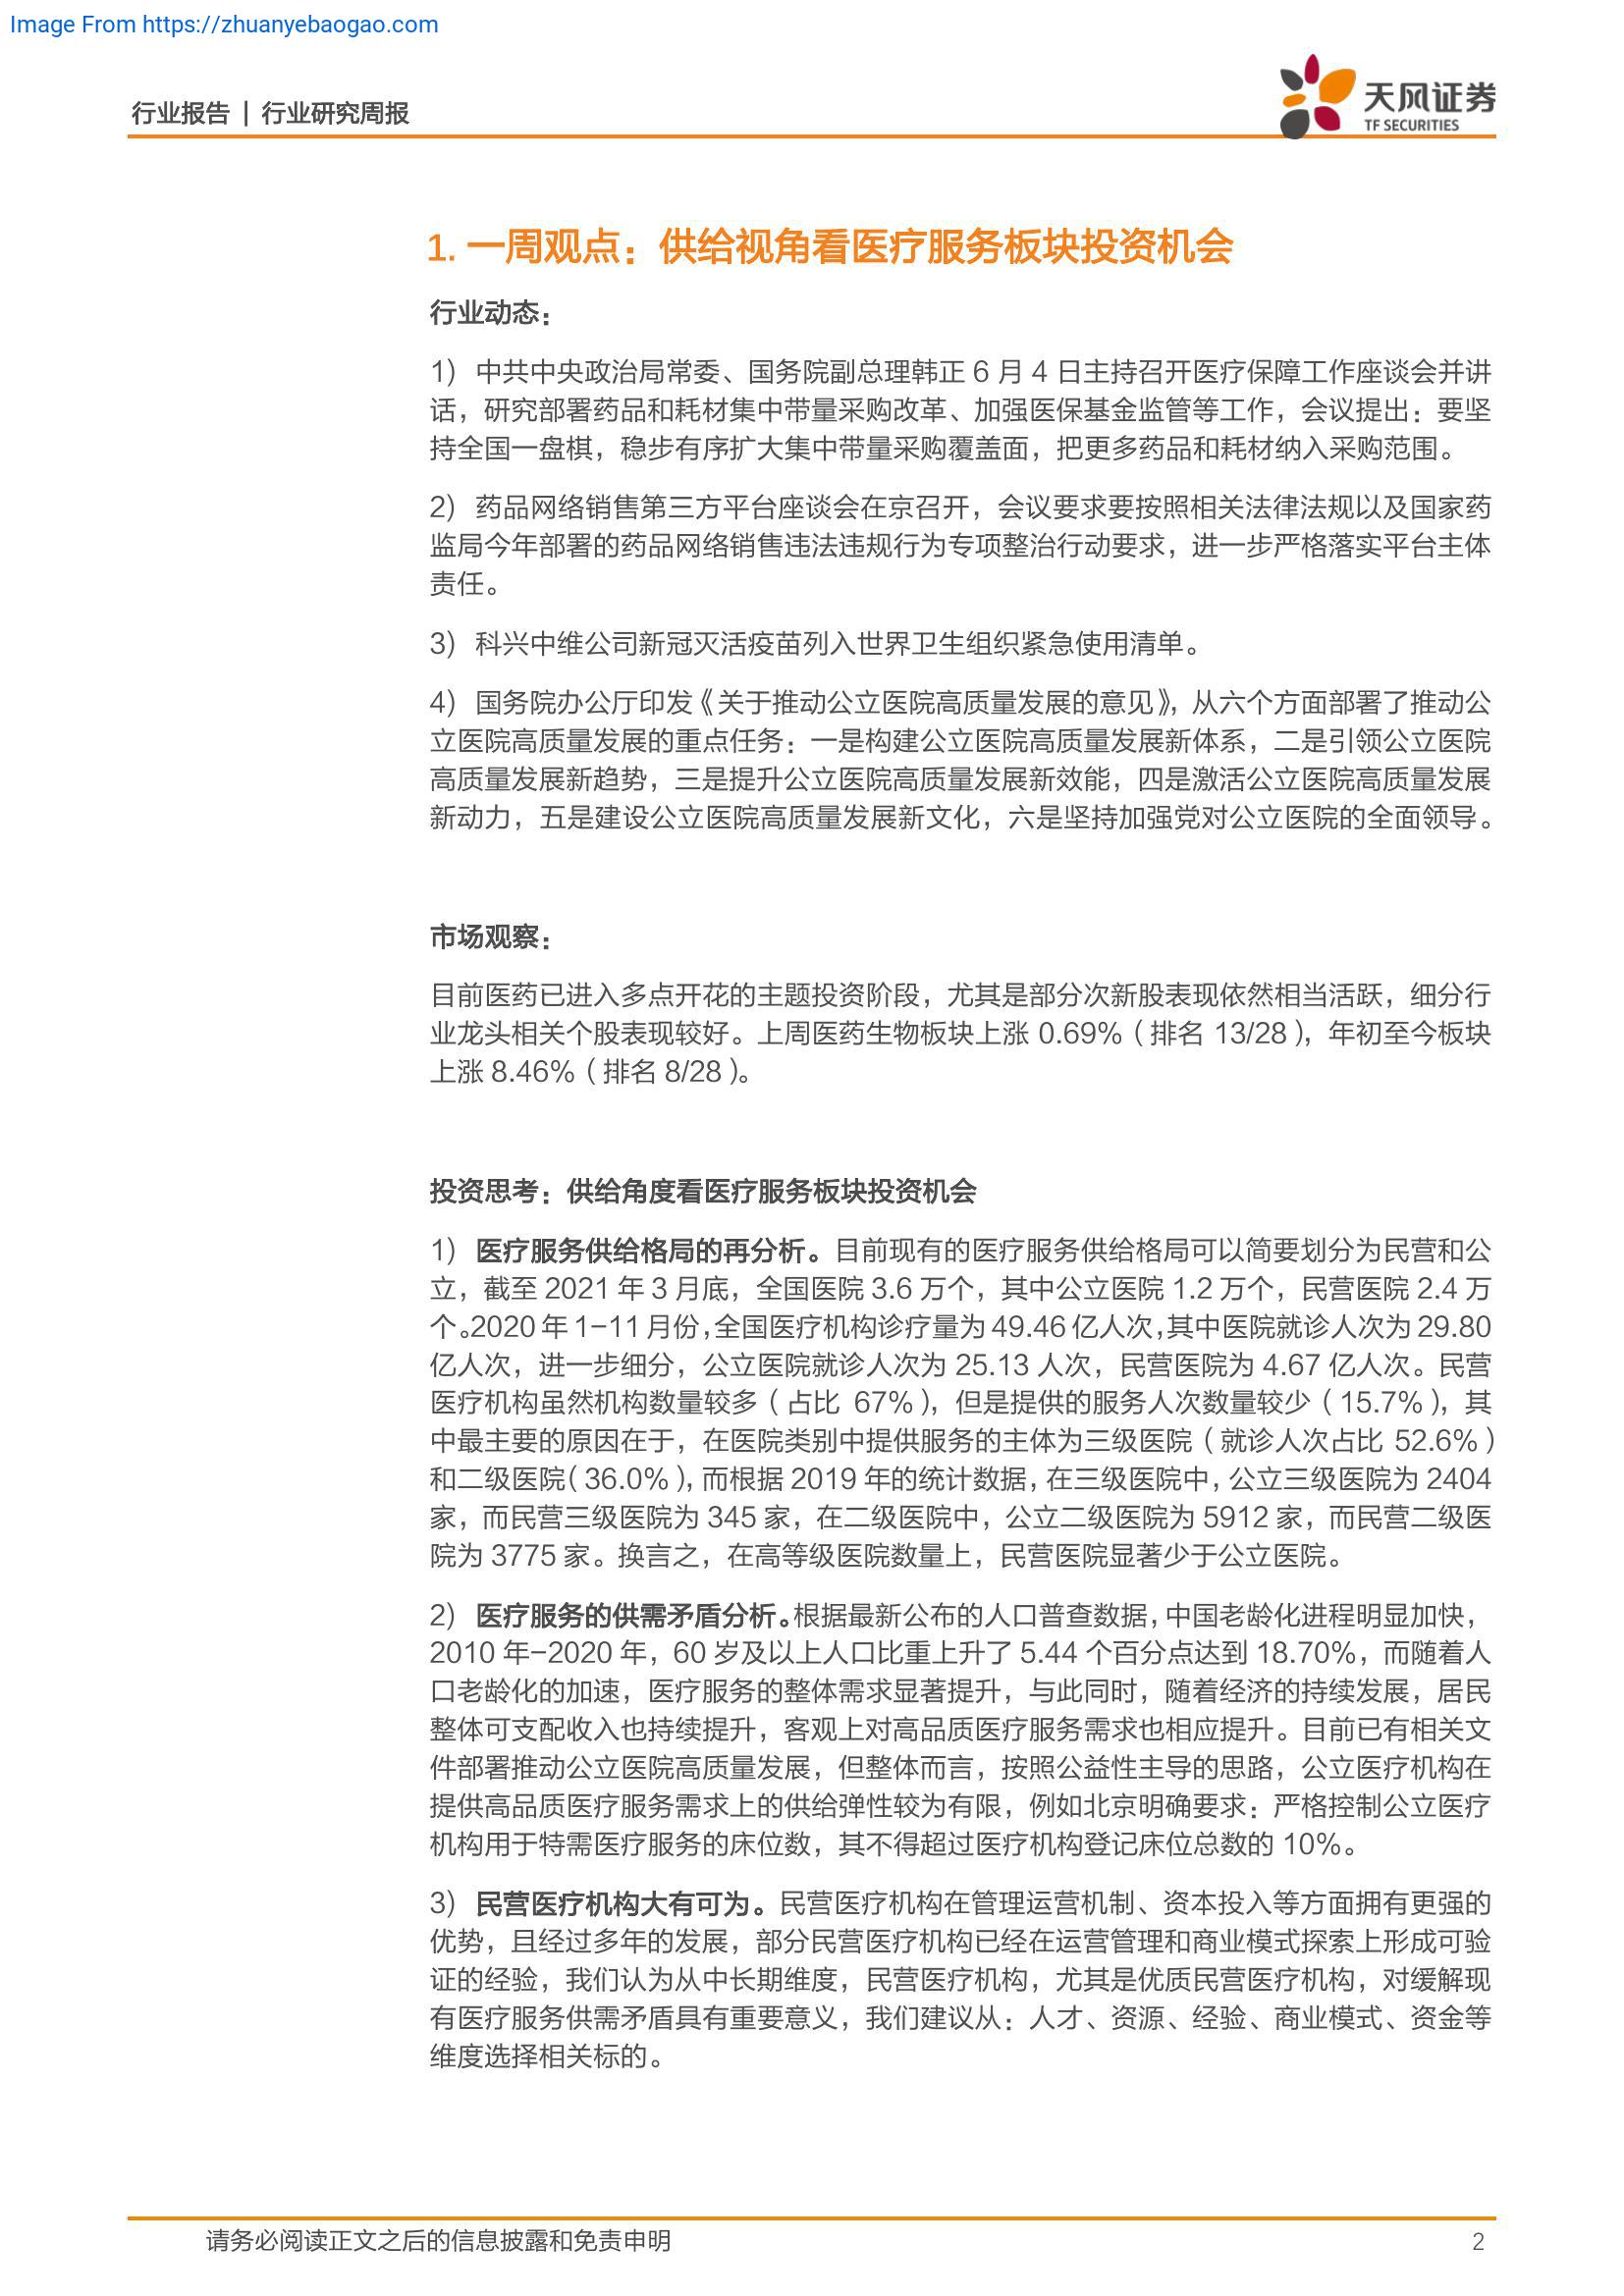 Image From https://zhuanyebaogao.com
行业报告 | 行业研究周报
天风证券
TF SECURITIES
1. 一周观点：供给视角看医疗服务板块投资机会
行业动态：
1) 中共中央政治局常委、国务院副总理韩正 6 月 4 日主持召开医疗保障工作座谈会并讲
话，研究部署药品和耗材集中带量采购改革、加强医保基金监管等工作，会议提出：要坚
持全国一盘棋，稳步有序扩大集中带量采购覆盖面，把更多药品和耗材纳入采购范围。
2) 药品网络销售第三方平台座谈会在京召开，会议要求要按照相关法律法规以及国家药
监局今年部署的药品网络销售违法违规行为专项整治行动要求，进一步严格落实平台主体
责任。
3) 科兴中维公司新冠灭活疫苗列入世界卫生组织紧急使用清单。
4) 国务院办公厅印发《关于推动公立医院高质量发展的意见》，从六个方面部署了推动公
立医院高质量发展的重点任务：一是构建公立医院高质量发展新体系，二是引领公立医院
高质量发展新趋势，三是提升公立医院高质量发展新效能，四是激活公立医院高质量发展
新动力，五是建设公立医院高质量发展新文化，六是坚持加强党对公立医院的全面领导。
市场观察：
目前医药已进入多点开花的主题投资阶段，尤其是部分次新股表现依然相当活跃，细分行
业龙头相关个股表现较好。上周医药生物板块上涨 0.69%（排名 13/28），年初至今板块
上涨 8.46%（排名 8/28）。
投资思考：供给角度看医疗服务板块投资机会
1) 医疗服务供给格局的再分析。目前现有的医疗服务供给格局可以简要划分为民营和公
立，截至 2021 年 3 月底，全国医院 3.6 万个，其中公立医院 1.2 万个，民营医院 2.4 万
个。2020 年 1-11 月份，全国医疗机构诊疗量为 49.46 亿人次，其中医院就诊人次为 29.80
亿人次，进一步细分，公立医院就诊人次为 25.13 人次，民营医院为 4.67 亿人次。民营
医疗机构虽然机构数量较多（占比 67%），但是提供的服务人次数量较少（15.7%），其
中最主要的原因在于，在医院类别中提供服务的主体为三级医院（就诊人次占比 52.6%）
和二级医院（36.0%），而根据 2019 年的统计数据，在三级医院中，公立三级医院为 2404
家，而民营三级医院为 345 家，在二级医院中，公立二级医院为 5912 家，而民营二级医
院为 3775 家。换言之，在高等级医院数量上，民营医院显著少于公立医院。
2) 医疗服务的供需矛盾分析。根据最新公布的人口普查数据，中国老龄化进程明显加快，
2010 年-2020 年，60 岁及以上人口比重上升了 5.44 个百分点达到 18.70%，而随着人
口老龄化的加速，医疗服务的整体需求显著提升，与此同时，随着经济的持续发展，居民
整体可支配收入也持续提升，客观上对高品质医疗服务需求也相应提升。目前已有相关文
件部署推动公立医院高质量发展，但整体而言，按照公益性主导的思路，公立医疗机构在
提供高品质医疗服务需求上的供给弹性较为有限，例如北京明确要求：严格控制公立医疗
机构用于特需医疗服务的床位数，其不得超过医疗机构登记床位总数的 10%。
3) 民营医疗机构大有可为。民营医疗机构在管理运营机制、资本投入等方面拥有更强的
优势，且经过多年的发展，部分民营医疗机构已经在运营管理和商业模式探索上形成可验
证的经验，我们认为从中长期维度，民营医疗机构，尤其是优质民营医疗机构，对缓解现
有医疗服务供需矛盾具有重要意义，我们建议从：人才、资源、经验、商业模式、资金等
维度选择相关标的。
请务必阅读正文之后的信息披露和免责申明
2